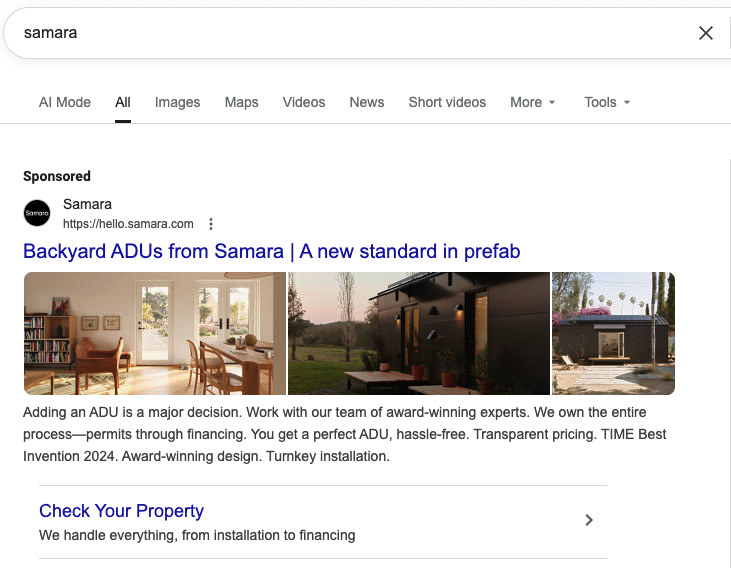 samara
AI Mode All Images Maps Videos News Short videos More Tools
Sponsored
Samara
Samara
https://hello.samara.com
Backyard ADUs from Samara | A new standard in prefab
Adding an ADU is a major decision. Work with our team of award-winning experts. We own the entire
process—permits through financing. You get a perfect ADU, hassle-free. Transparent pricing. TIME Best
Invention 2024. Award-winning design. Turnkey installation.
Check Your Property
We handle everything, from installation to financing